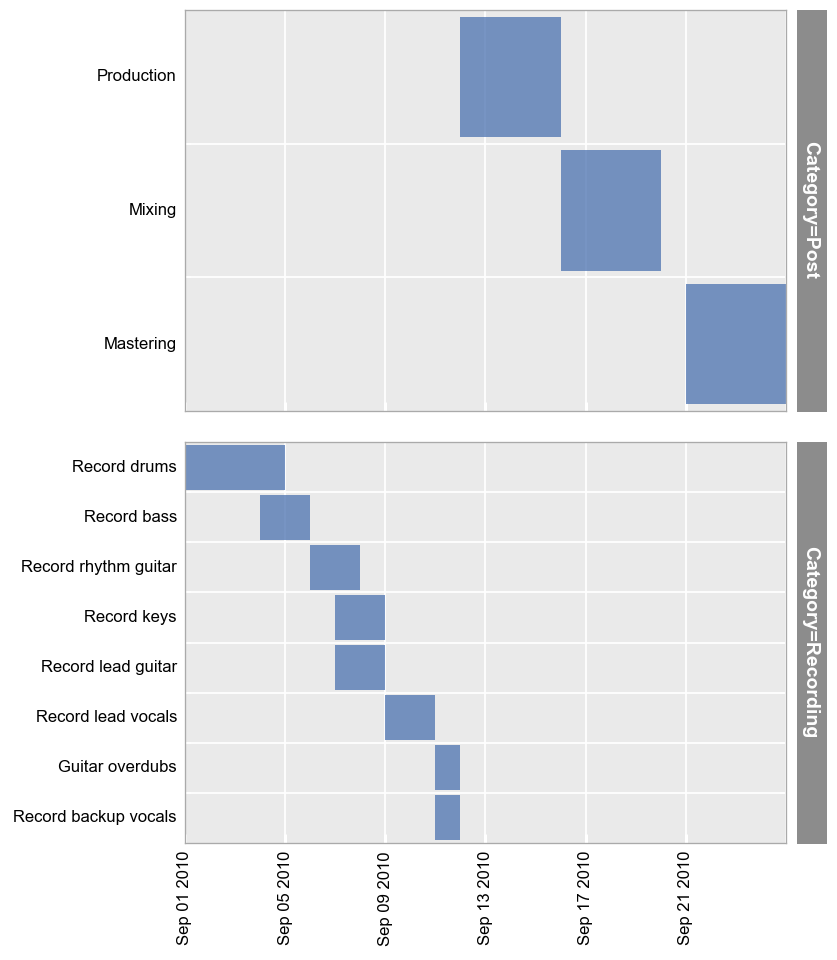 Production
Mixing
Mastering
Category=Post
Record drums
Record bass
Record rhythm guitar
Record keys
Record lead guitar
Record lead vocals
Guitar overdubs
Record backup vocals
Category=Recording
Sep 01 2010
Sep 05 2010
Sep 09 2010
Sep 13 2010
Sep 17 2010
Sep 21 2010